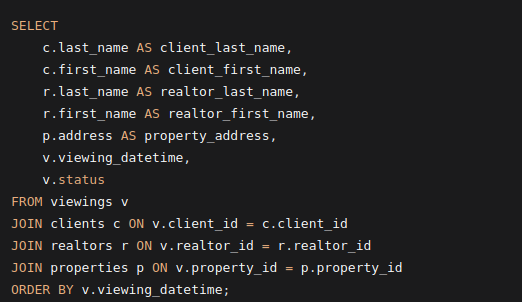 SELECT
    c.last_name AS client_last_name,
    c.first_name AS client_first_name,
    r.last_name AS realtor_last_name,
    r.first_name AS realtor_first_name,
    p.address AS property_address,
    v.viewing_datetime,
    v.status
FROM viewings v
JOIN clients c ON v.client_id = c.client_id
JOIN realtors r ON v.realtor_id = r.realtor_id
JOIN properties p ON v.property_id = p.property_id
ORDER BY v.viewing_datetime;